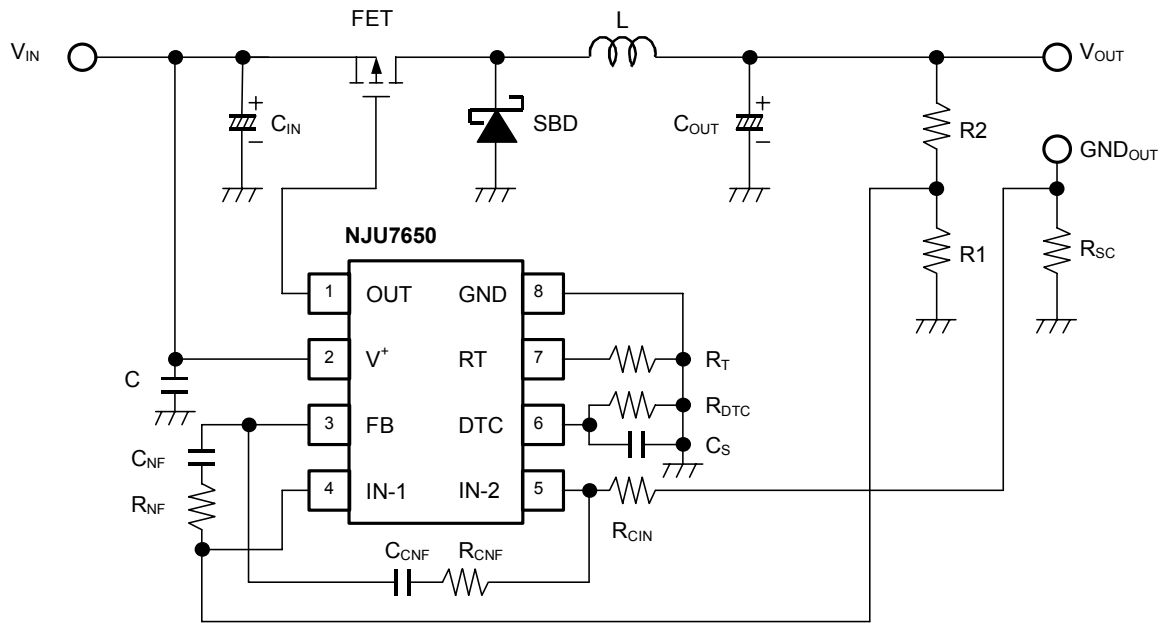 FET
L
VIN
VOUT
+
CIN
−
SBD
COUT
+
−
R2
GNDOUT
NJU7650
R1
RSC
1 OUT GND 8
2 V+ RT 7
RT
C
RDTC
3 FB DTC 6
CS
CNF
4 IN-1 IN-2 5
RNF
RCIN
CCNF RCNF